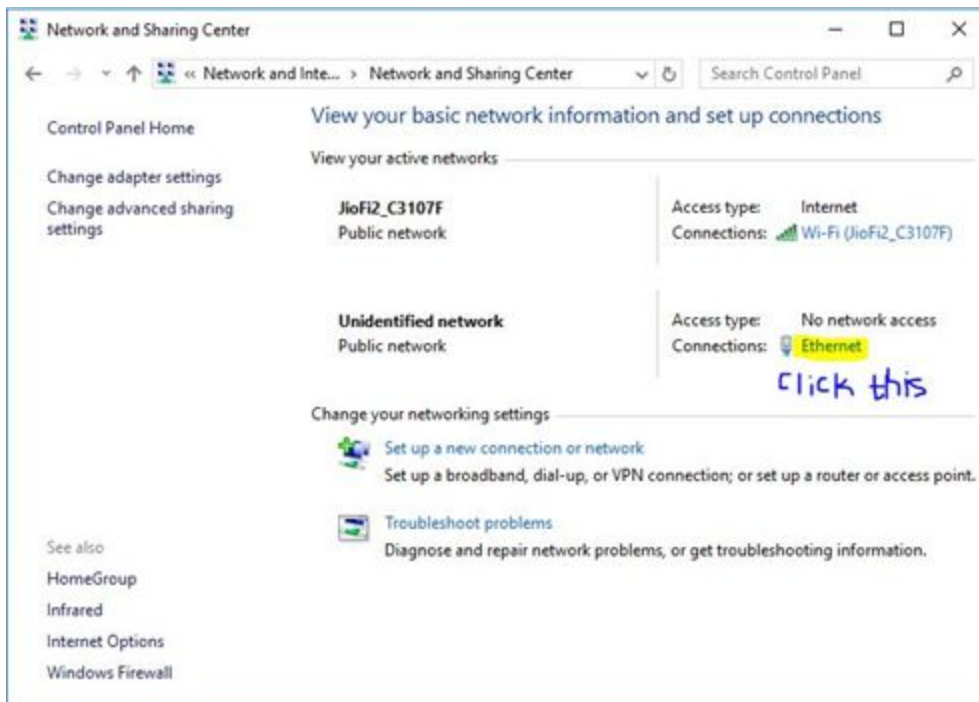 Network and Sharing Center
« Network and Inte... > Network and Sharing Center
Search Control Panel
Control Panel Home
Change adapter settings
Change advanced sharing
settings
See also
HomeGroup
Infrared
Internet Options
Windows Firewall
View your basic network information and set up connections
View your active networks
JioFi2_C3107F
Public network
Access type: Internet
Connections: Wi-Fi (JioFi2_C3107F)
Unidentified network
Public network
Access type: No network access
Connections: Ethernet
Click this
Change your networking settings
Set up a new connection or network
Set up a broadband, dial-up, or VPN connection; or set up a router or access point.
Troubleshoot problems
Diagnose and repair network problems, or get troubleshooting information.